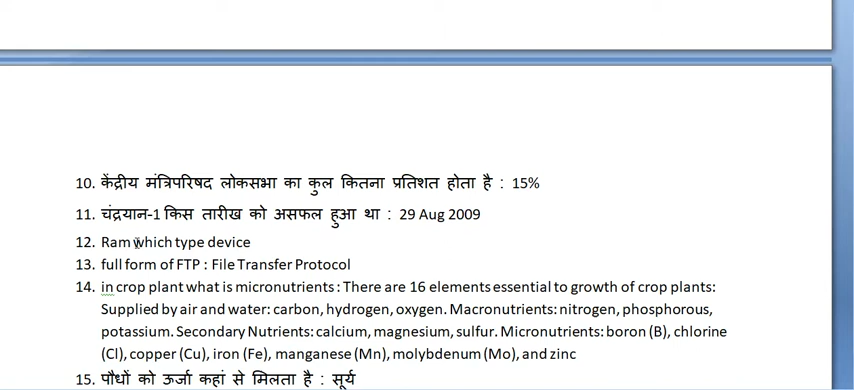 10. केंद्रीय मंत्रिपरिषद लोकसभा का कुल कितना प्रतिशत होता है : 15%
11. चंद्रयान-1 किस तारीख को असफल हुआ था : 29 Aug 2009
12. Ram which type device
13. full form of FTP : File Transfer Protocol
14. in crop plant what is micronutrients : There are 16 elements essential to growth of crop plants:
Supplied by air and water: carbon, hydrogen, oxygen. Macronutrients: nitrogen, phosphorous,
potassium. Secondary Nutrients: calcium, magnesium, sulfur. Micronutrients: boron (B), chlorine
(Cl), copper (Cu), iron (Fe), manganese (Mn), molybdenum (Mo), and zinc
15. पौधों को ऊर्जा कहां से मिलता है : सूर्य